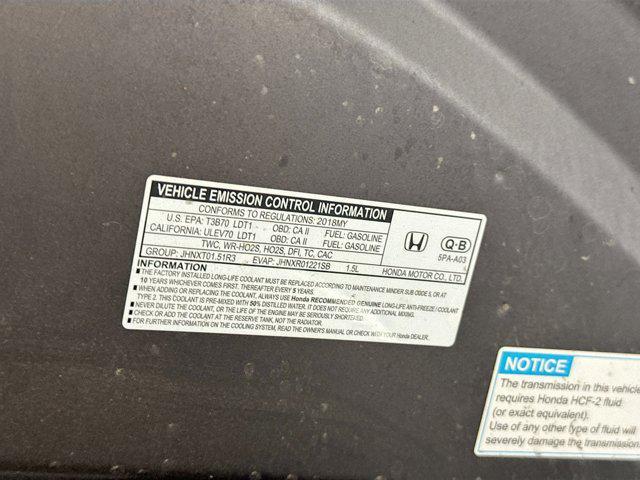 VEHICLE EMISSION CONTROL INFORMATION
CONFORMS TO REGULATIONS: 2018MY
U.S. EPA: T3B70 LDT1 OBD: CA II FUEL: GASOLINE
CALIFORNIA: ULEV70 LDT1 OBD: CA II FUEL: GASOLINE
TWC, WR-HO2S, HO2S, DFI, TC, CAC
GROUP: JHNXT01.51R3 EVAP: JHNXR01221SB 1.5L
Q-B
5PA-A03
HONDA MOTOR CO., LTD.
INFORMATION
■ THE FACTORY INSTALLED LONG-LIFE COOLANT MUST BE REPLACED ACCORDING TO MAINTENANCE MINDER SUB CODE 5, OR AT
10 YEARS WHICHEVER COMES FIRST. THEREAFTER EVERY 5 YEARS.
■ WHEN ADDING OR REPLACING THE COOLANT, ALWAYS USE Honda RECOMMENDED GENUINE LONG-LIFE ANTI-FREEZE / COOLANT
TYPE 2. THIS COOLANT IS PRE-MIXED WITH 50% DISTILLED WATER. IT DOES NOT REQUIRE ANY ADDITIONAL MIXING.
■ NEVER DILUTE THE COOLANT, OR THE LIFE OF THE ENGINE MAY BE SERIOUSLY SHORTENED.
■ CHECK OR ADD THE COOLANT AT THE RESERVE TANK, NOT THE RADIATOR.
■ FOR FURTHER INFORMATION ON THE COOLING SYSTEM, READ THE OWNER'S MANUAL OR CHECK WITH YOUR Honda DEALER.
NOTICE
The transmission in this vehicle
requires Honda HCF-2 fluid
(or exact equivalent).
Use of any other type of fluid will
severely damage the transmission.